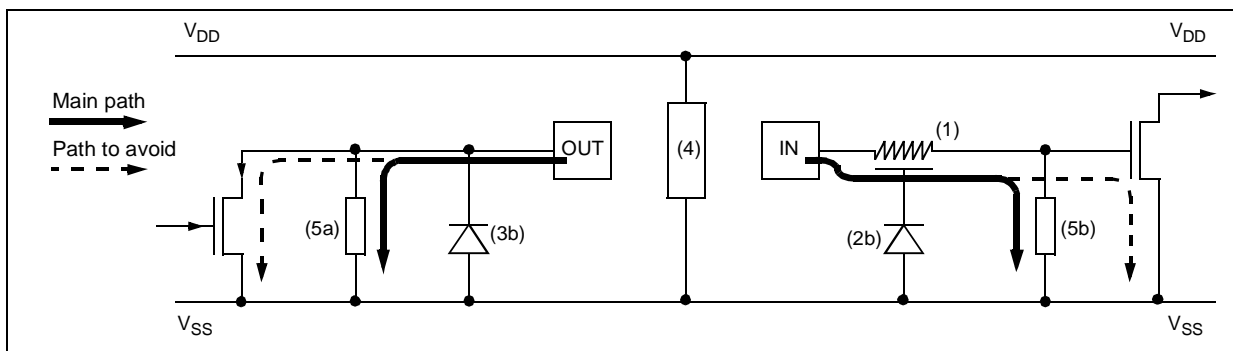 VDD
VDD
Main path
Path to avoid
OUT
(4)
IN
(1)
(5a)
(3b)
(2b)
(5b)
VSS
VSS